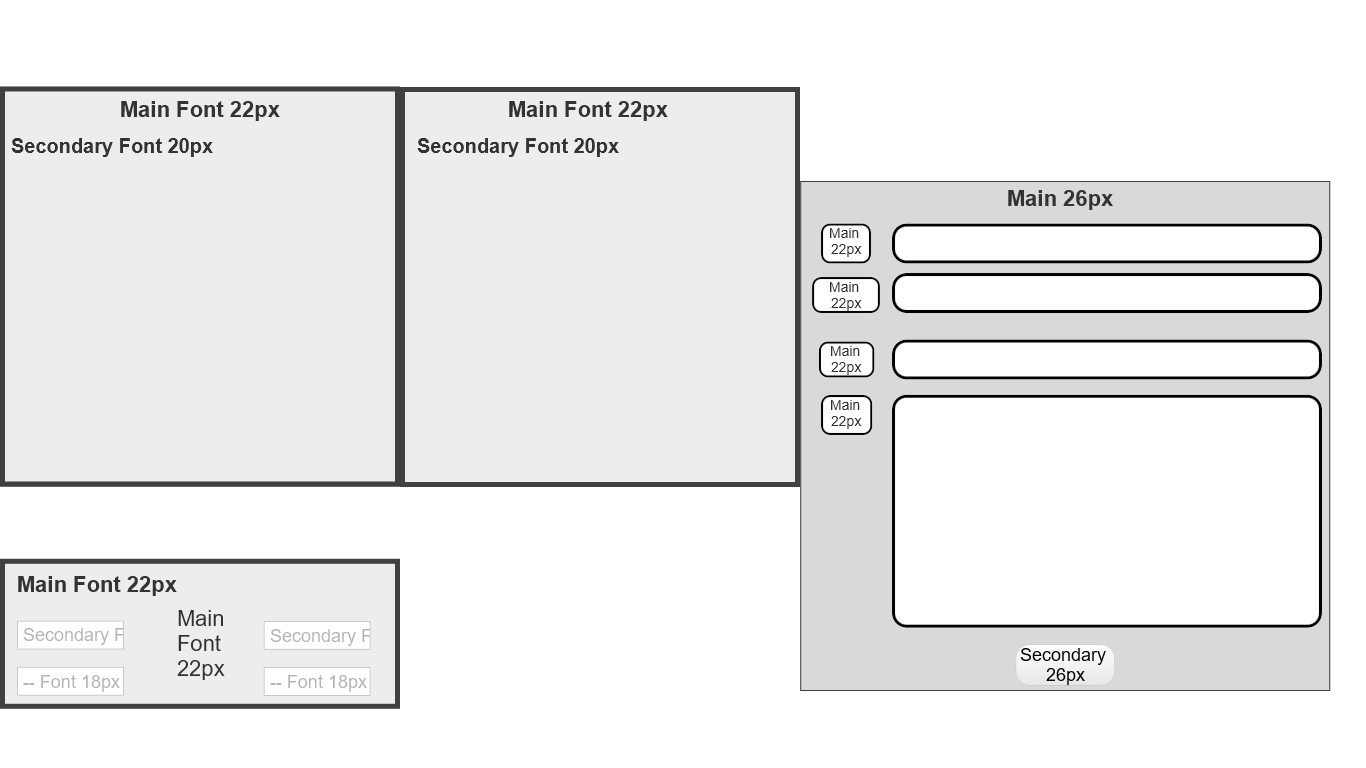 Main Font 22px
Secondary Font 20px
Main Font 22px
Secondary Font 20px
Main 26px
Main
22px
Main
22px
Main
22px
Main
22px
Secondary
26px
Main Font 22px
Secondary F
-- Font 18px
Main
Font
22px
Secondary F
-- Font 18px